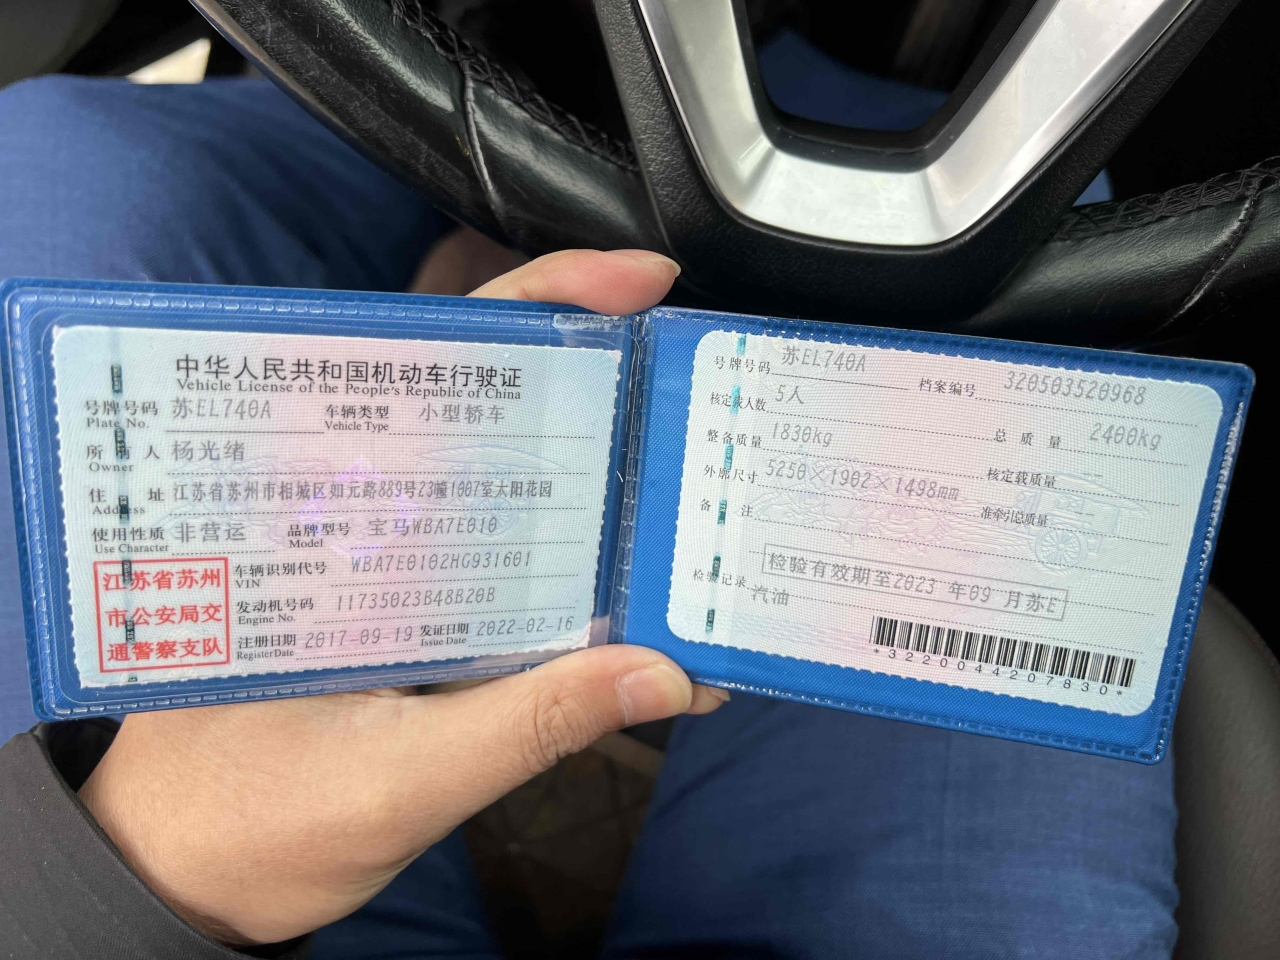 中华人民共和国机动车行驶证
Vehicle License of the People's Republic of China
号牌号码 苏EL740A 车辆类型 小型轿车
Plate No. Vehicle Type
所有人 杨光绪
Owner
住址 江苏省苏州市相城区如元路889号23幢1007室大阳花园
Address
使用性质 非营运 品牌型号 宝马WBA7E010
Use Character Model
江苏省苏州
市公安局交
通警察支队
车辆识别代号 WBA7E0102HG931601
VIN
发动机号码 11735023B48B20B
Engine No.
注册日期 2017-09-19 发证日期 2022-02-16
Register Date Issue Date
号牌号码 苏EL740A 档案编号 320503520968
核定载人数 5人 总质量 2400kg
整备质量 1830kg 核定载质量 --
外廓尺寸 5250×1902×1498mm 准牵引总质量 --
备注
检验有效期至2023年09月苏E
检验记录 汽油
*3220044207830*